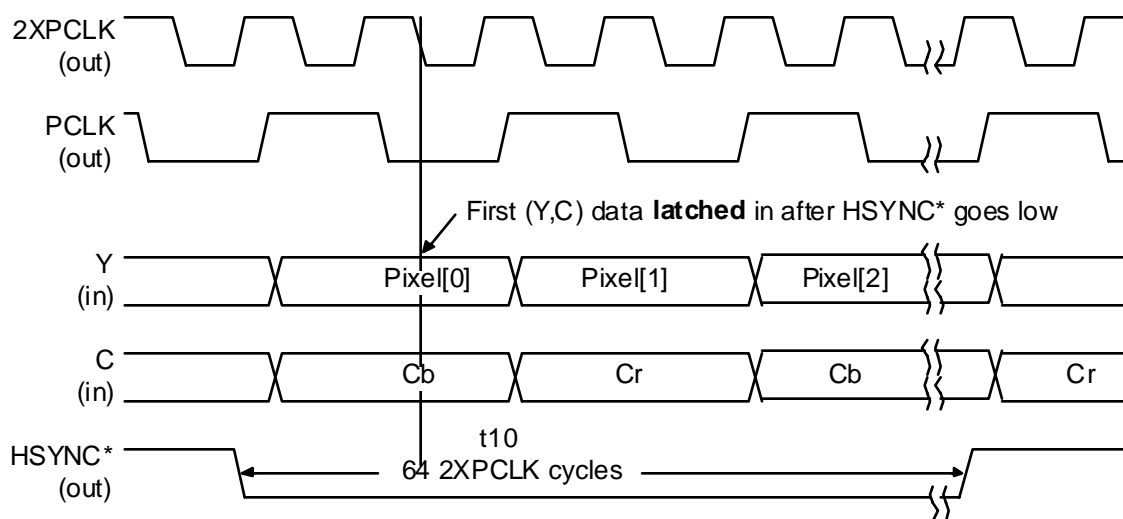 2XPCLK
(out)
PCLK
(out)
First (Y,C) data latched in after HSYNC* goes low
Y
(in)
Pixel[0]
Pixel[1]
Pixel[2]
C
(in)
Cb
Cr
Cb
Cr
HSYNC*
(out)
t10
64 2XPCLK cycles